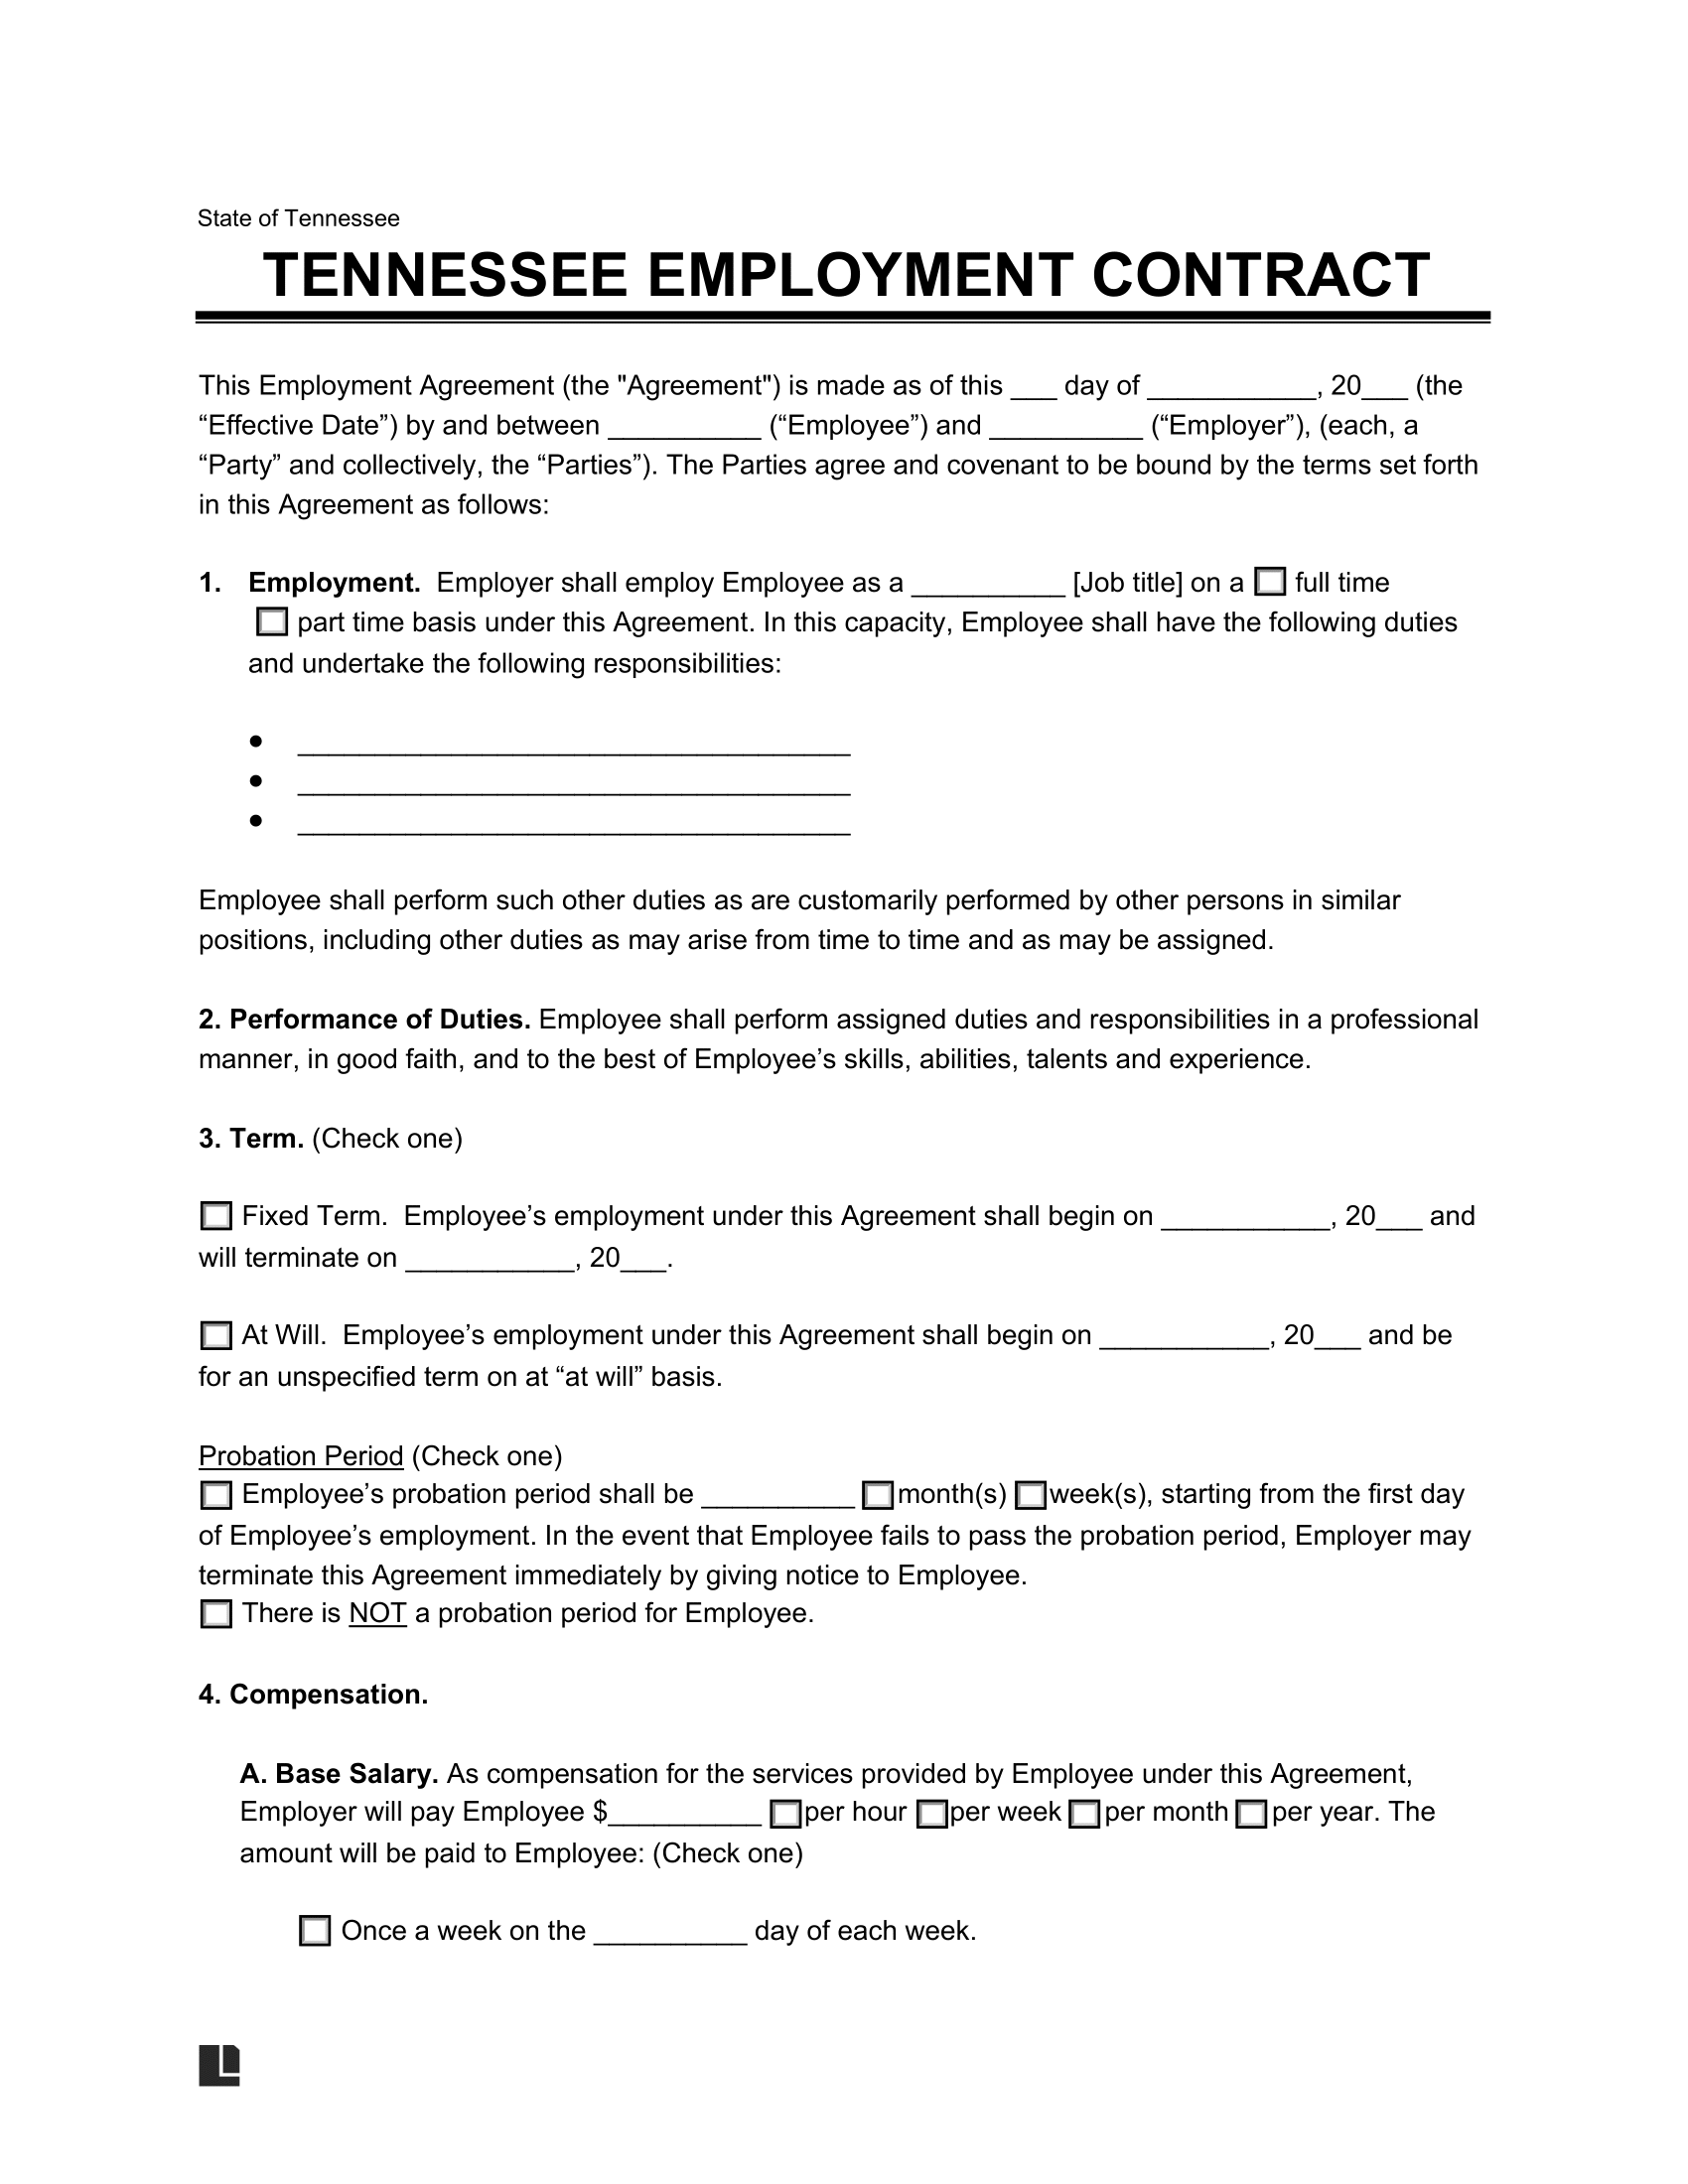 State of Tennessee
TENNESSEE EMPLOYMENT CONTRACT
This Employment Agreement (the "Agreement") is made as of this ___ day of ___________, 20___ (the
“Effective Date”) by and between __________ (“Employee”) and __________ (“Employer”), (each, a
“Party” and collectively, the “Parties”). The Parties agree and covenant to be bound by the terms set forth
in this Agreement as follows:
1. Employment. Employer shall employ Employee as a __________ [Job title] on a ☐ full time
☐ part time basis under this Agreement. In this capacity, Employee shall have the following duties
and undertake the following responsibilities:
● ____________________________________
● ____________________________________
● ____________________________________
Employee shall perform such other duties as are customarily performed by other persons in similar
positions, including other duties as may arise from time to time and as may be assigned.
2. Performance of Duties. Employee shall perform assigned duties and responsibilities in a professional
manner, in good faith, and to the best of Employee’s skills, abilities, talents and experience.
3. Term. (Check one)
☐ Fixed Term. Employee’s employment under this Agreement shall begin on ___________, 20___ and
will terminate on ___________, 20___.
☐ At Will. Employee’s employment under this Agreement shall begin on ___________, 20___ and be
for an unspecified term on at “at will” basis.
Probation Period (Check one)
☐ Employee’s probation period shall be __________ ☐ month(s) ☐ week(s), starting from the first day
of Employee’s employment. In the event that Employee fails to pass the probation period, Employer may
terminate this Agreement immediately by giving notice to Employee.
☐ There is NOT a probation period for Employee.
4. Compensation.
A. Base Salary. As compensation for the services provided by Employee under this Agreement,
Employer will pay Employee $__________ ☐ per hour ☐ per week ☐ per month ☐ per year. The
amount will be paid to Employee: (Check one)
☐ Once a week on the __________ day of each week.